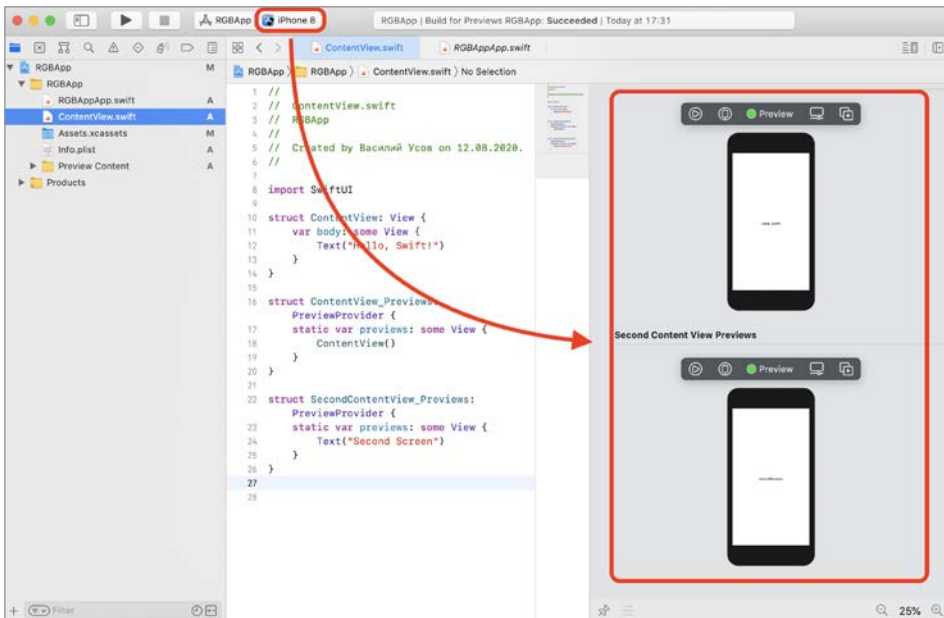 RGBApp
iPhone 8
RGBApp | Build for Previews RGBApp: Succeeded | Today at 17:31
ContentView.swift
RGBAppApp.swift
RGBApp
M
RGBApp
RGBAppApp.swift
A
ContentView.swift
A
Assets.xcassets
M
Info.plist
A
Preview Content
A
Products
RGBApp
RGBApp
ContentView.swift
No Selection
1 //
2 // ContentView.swift
3 // RGBApp
4 //
5 // Created by Василий Усов on 12.08.2020.
6 //
7
8 import SwiftUI
9
10 struct ContentView: View {
11 var body: some View {
12 Text("Hello, Swift!")
13 }
14 }
15
16 struct ContentView_Previews:
PreviewProvider {
17 static var previews: some View {
18 ContentView()
19 }
20 }
21
22 struct SecondContentView_Previews:
PreviewProvider {
23 static var previews: some View {
24 Text("Second Screen")
25 }
26 }
27
28
Preview
Second Content View Previews
Preview
Filter
25%